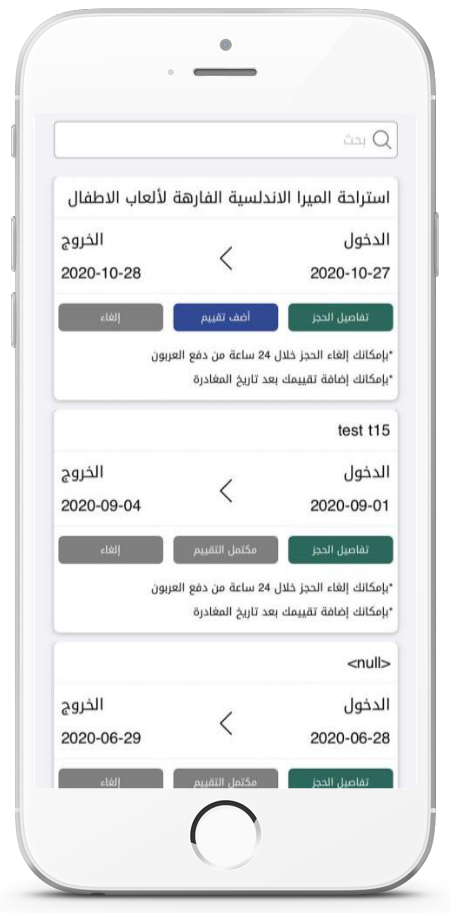 بحث
استراحة الميرا الاندلسية الفارهة لألعاب الاطفال
الدخول
الخروج
2020-10-27
2020-10-28
تفاصيل الحجز
أضف تقييم
إلغاء
*بإمكانك إلغاء الحجز خلال 24 ساعة من دفع العربون
*بإمكانك إضافة تقييمك بعد تاريخ المغادرة
test t15
الدخول
الخروج
2020-09-01
2020-09-04
تفاصيل الحجز
مكتمل التقييم
إلغاء
*بإمكانك إلغاء الحجز خلال 24 ساعة من دفع العربون
*بإمكانك إضافة تقييمك بعد تاريخ المغادرة
<null>
الدخول
الخروج
2020-06-28
2020-06-29
تفاصيل الحجز
مكتمل التقييم
إلغاء